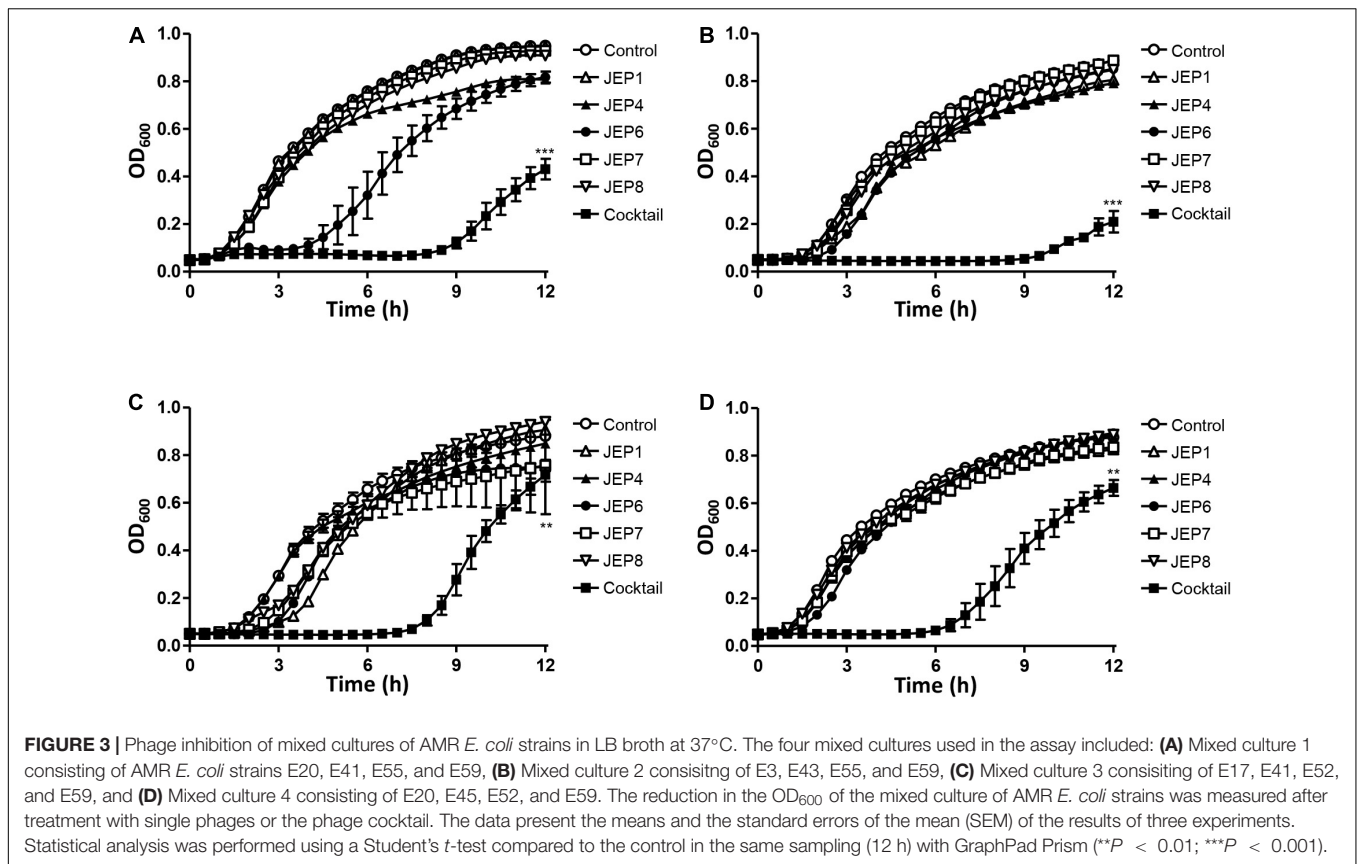 A
1.0
0.8
0.6
0.4
0.2
0.0
OD600
0 3 6 9 12
Time (h)
***
Control
JEP1
JEP4
JEP6
JEP7
JEP8
Cocktail
B
1.0
0.8
0.6
0.4
0.2
0.0
OD600
0 3 6 9 12
Time (h)
***
Control
JEP1
JEP4
JEP6
JEP7
JEP8
Cocktail
C
1.0
0.8
0.6
0.4
0.2
0.0
OD600
0 3 6 9 12
Time (h)
**
Control
JEP1
JEP4
JEP6
JEP7
JEP8
Cocktail
D
1.0
0.8
0.6
0.4
0.2
0.0
OD600
0 3 6 9 12
Time (h)
**
Control
JEP1
JEP4
JEP6
JEP7
JEP8
Cocktail
FIGURE 3 | Phage inhibition of mixed cultures of AMR E. coli strains in LB broth at 37°C. The four mixed cultures used in the assay included: (A) Mixed culture 1
consisting of AMR E. coli strains E20, E41, E55, and E59, (B) Mixed culture 2 consisitng of E3, E43, E55, and E59, (C) Mixed culture 3 consisiting of E17, E41, E52,
and E59, and (D) Mixed culture 4 consisting of E20, E45, E52, and E59. The reduction in the OD600 of the mixed culture of AMR E. coli strains was measured after
treatment with single phages or the phage cocktail. The data present the means and the standard errors of the mean (SEM) of the results of three experiments.
Statistical analysis was performed using a Student's t-test compared to the control in the same sampling (12 h) with GraphPad Prism (**P < 0.01; ***P < 0.001).